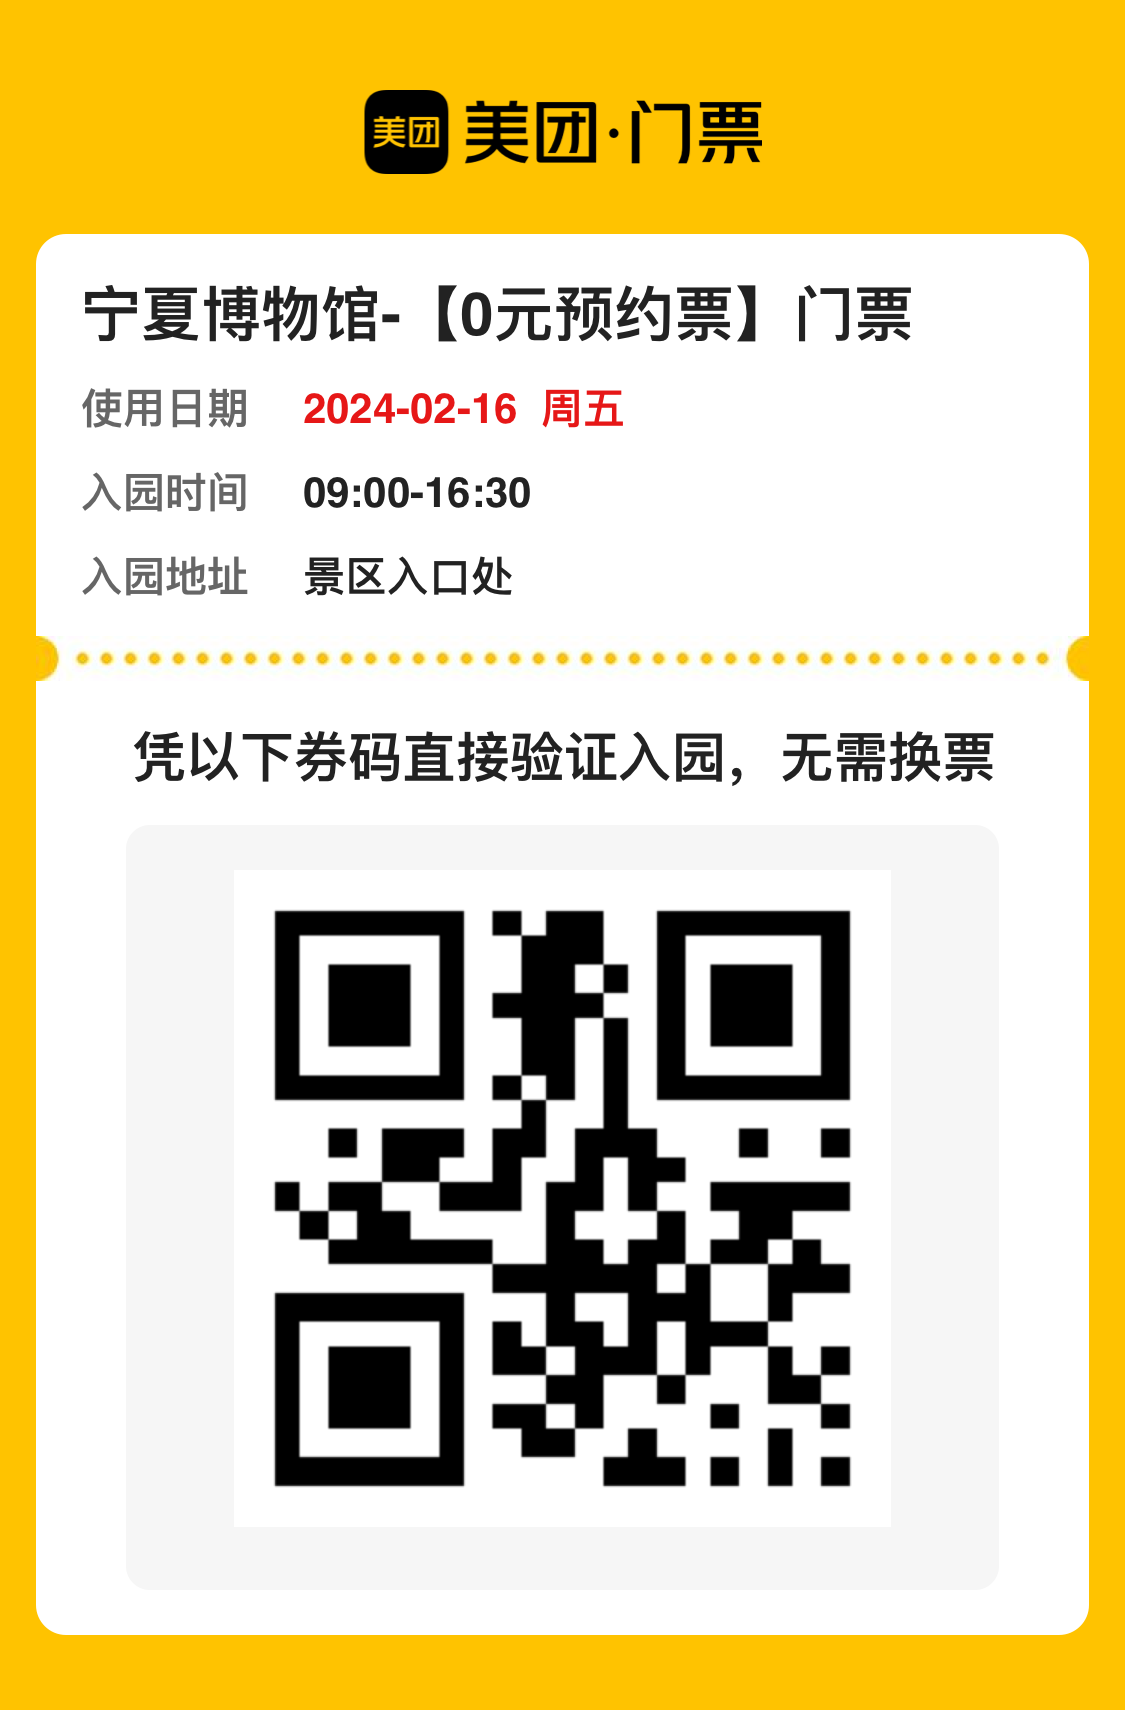 美团 美团·门票
宁夏博物馆-【0元预约票】门票
使用日期 2024-02-16 周五
入园时间 09:00-16:30
入园地址 景区入口处
凭以下券码直接验证入园，无需换票